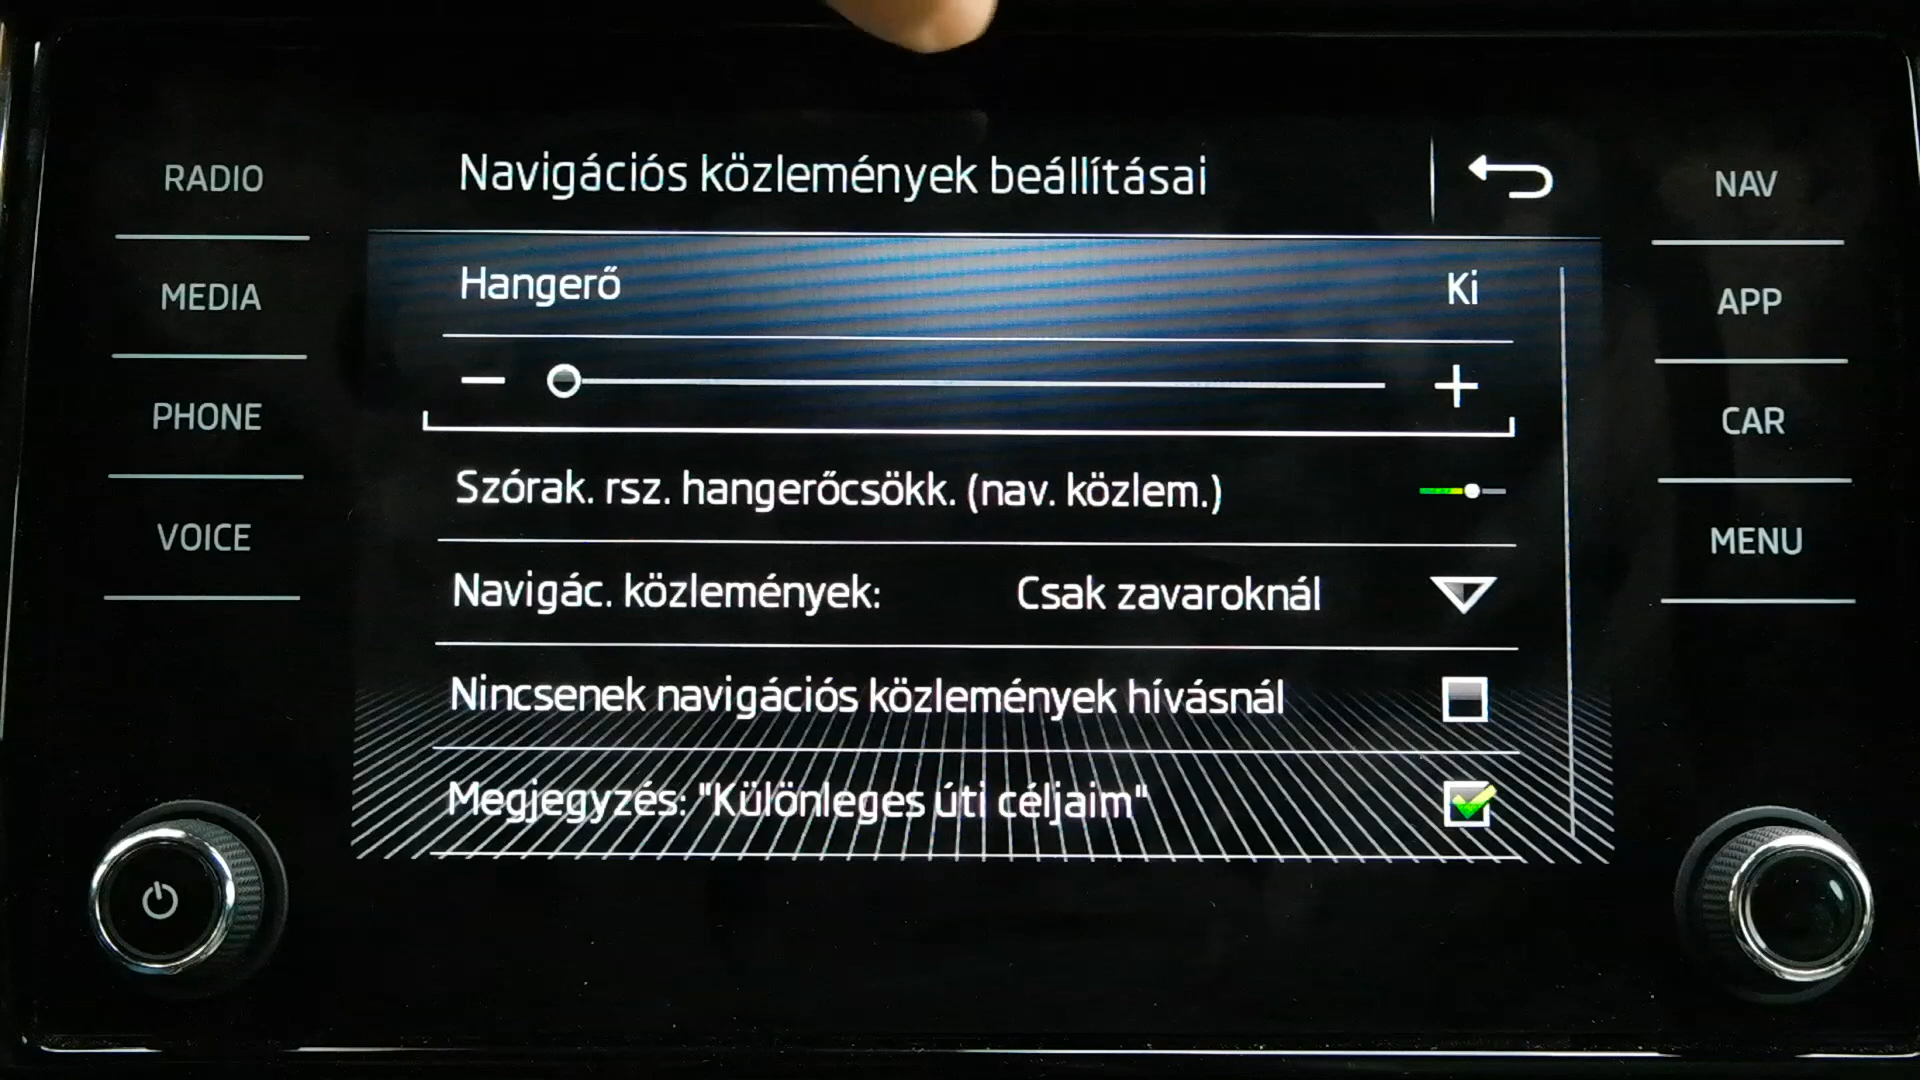 Navigációs közlemények beállításai
Hangerő Ki
Szórak. rsz. hangerőcsökk. (nav. közlem.)
Navigác. közlemények: Csak zavaroknál
Nincsenek navigációs közlemények hívásnál
Megjegyzés: "Különleges úti céljaim"
RADIO
MEDIA
PHONE
VOICE
NAV
APP
CAR
MENU